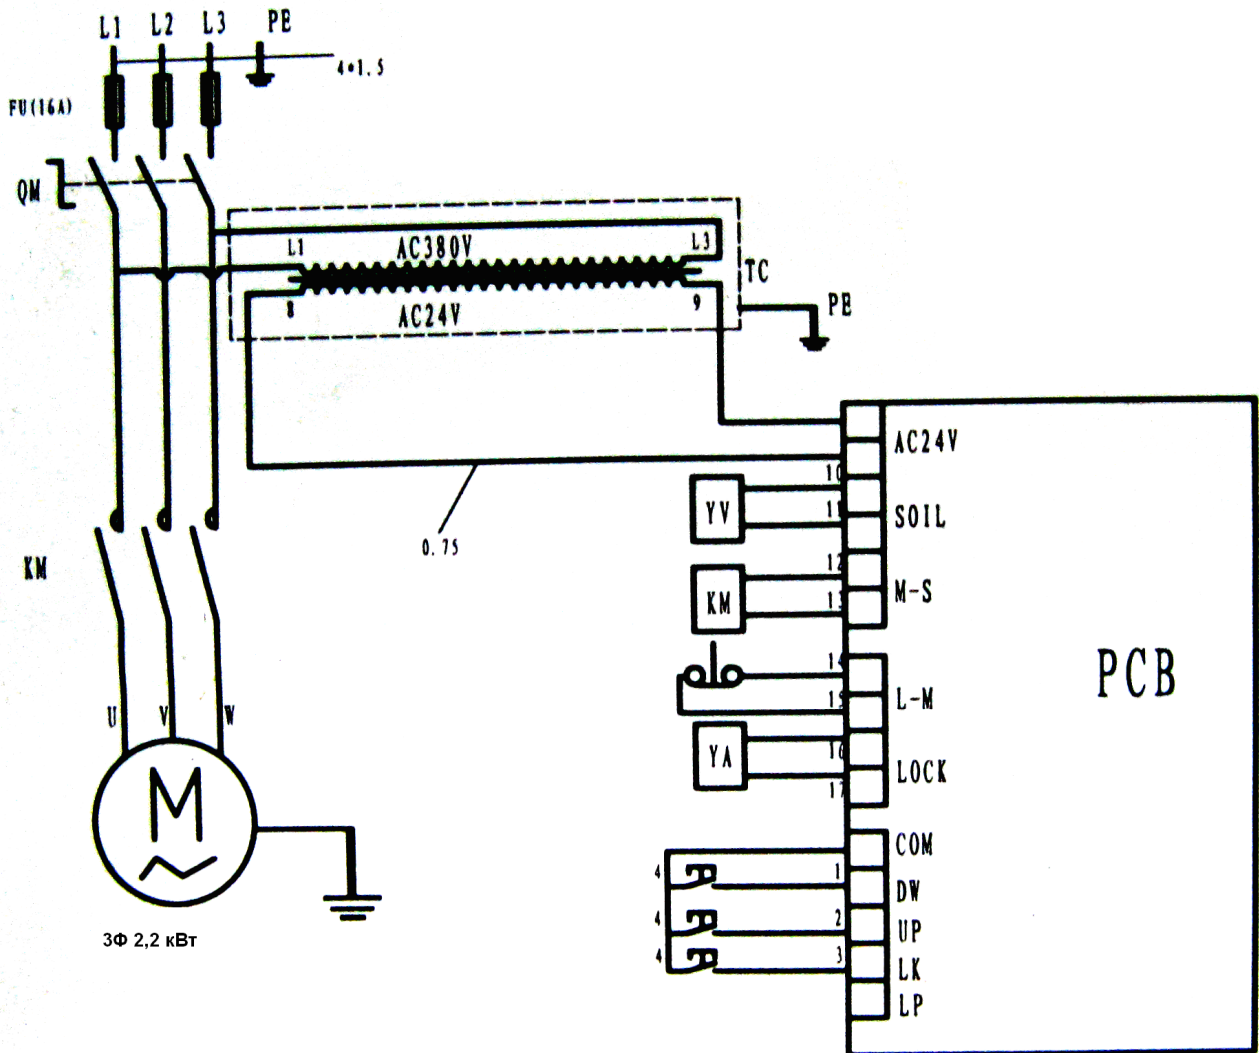 L1 L2 L3 PE
4*1.5
FU(16A)
QM
L1 AC380V L3
TC
8 AC24V 9
PE
AC24V
10
YV 11 SOIL
0.75
12
KM
KM 13 M-S
PCB
14
15 L-M
U V W
YA 16
17 LOCK
M
COM
4 1
DW
4 2 UP
3Ф 2,2 кВт
4 3 LK
LP